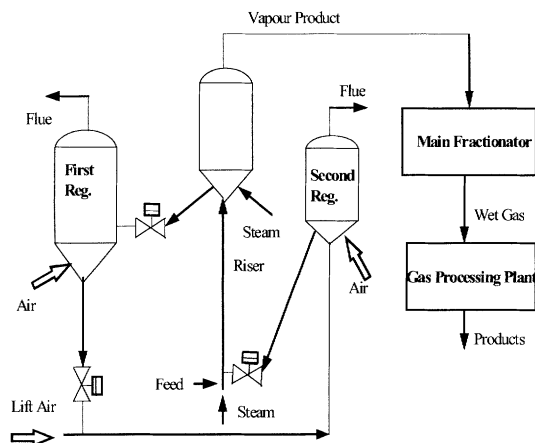 Vapour Product
Flue
Flue
First
Reg.
Second
Reg.
Main Fractionator
Steam
Riser
Wet Gas
Air
Air
Gas Processing Plant
Products
Feed
Lift Air
Steam